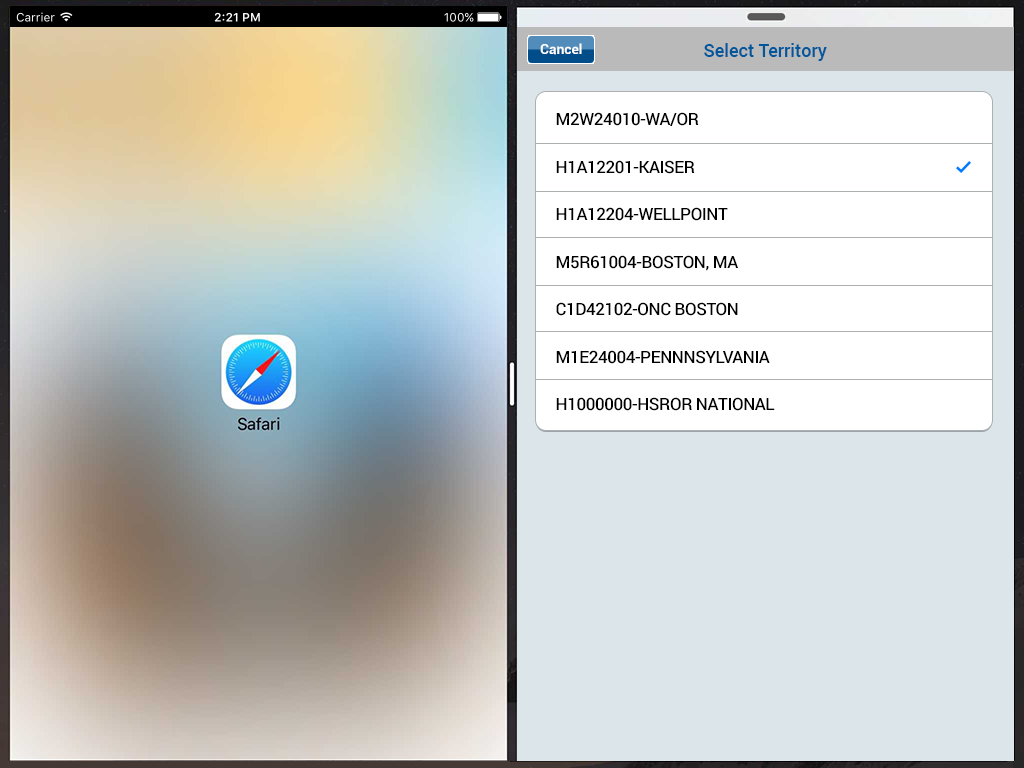 Carrier 2:21 PM 100%
Safari
Cancel Select Territory
M2W24010-WA/OR
H1A12201-KAISER
H1A12204-WELLPOINT
M5R61004-BOSTON, MA
C1D42102-ONC BOSTON
M1E24004-PENNNSYLVANIA
H1000000-HSROR NATIONAL